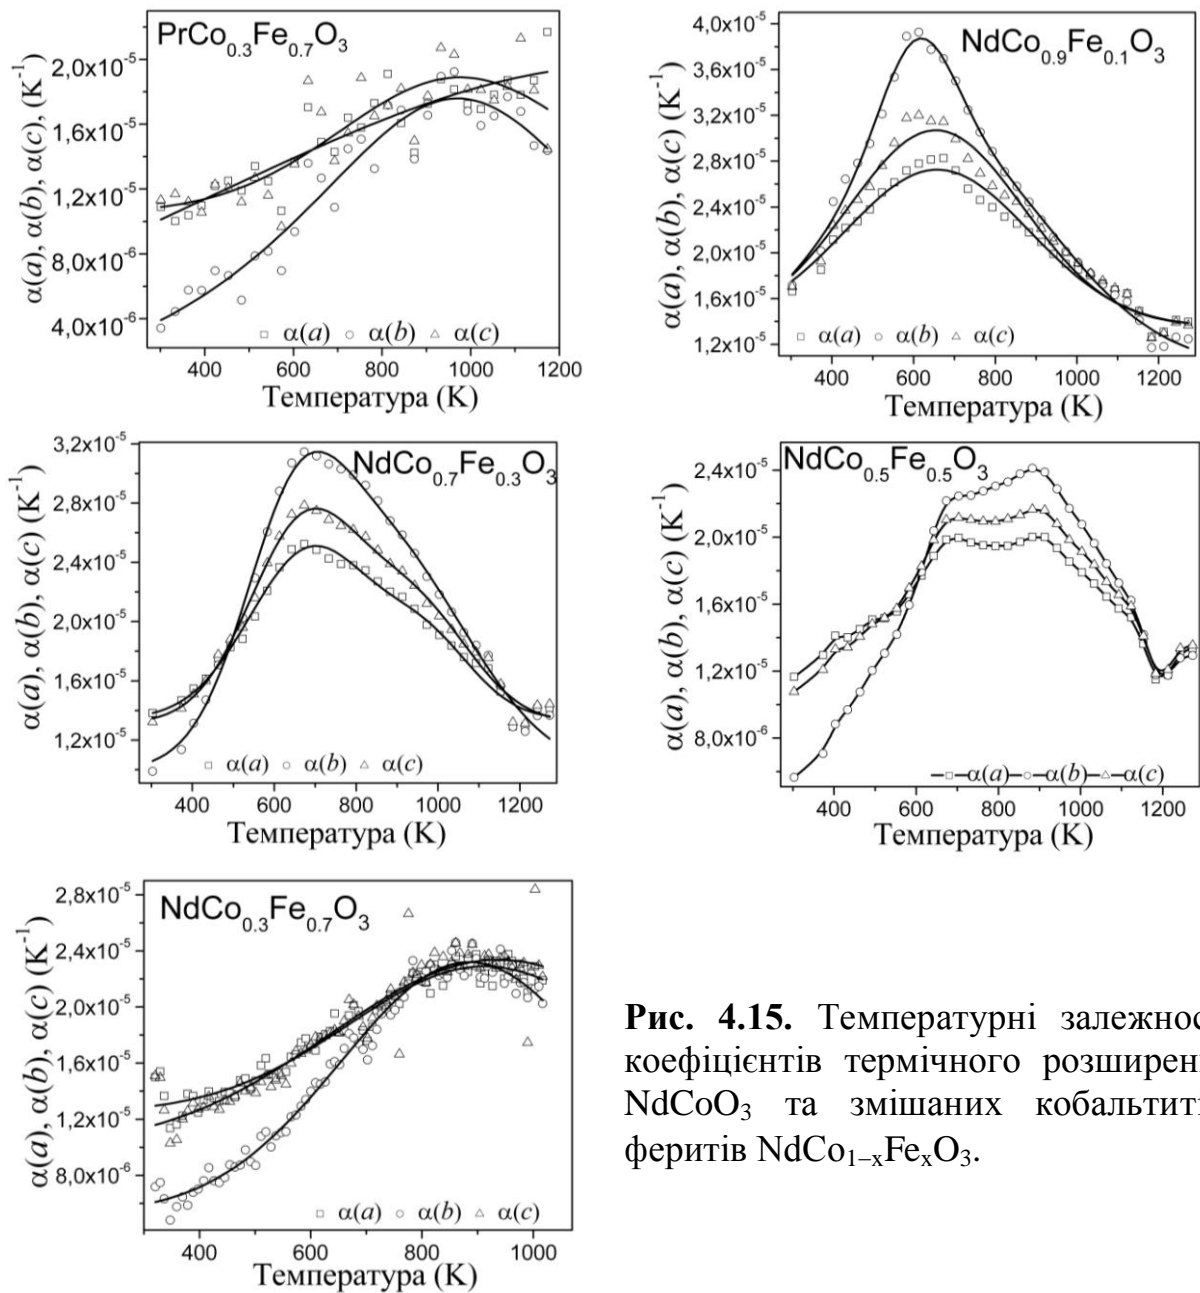 PrCo0.3Fe0.7O3
α(a), α(b), α(c), (K-1)
2,0x10-5
1,6x10-5
1,2x10-5
8,0x10-6
4,0x10-6
α(a) α(b) α(c)
400 600 800 1000 1200
Температура (K)
NdCo0.9Fe0.1O3
α(a), α(b), α(c) (K-1)
4,0x10-5
3,6x10-5
3,2x10-5
2,8x10-5
2,4x10-5
2,0x10-5
1,6x10-5
1,2x10-5
α(a) α(b) α(c)
400 600 800 1000 1200
Температура (K)
NdCo0.7Fe0.3O3
α(a), α(b), α(c) (K-1)
3,2x10-5
2,8x10-5
2,4x10-5
2,0x10-5
1,6x10-5
1,2x10-5
α(a) α(b) α(c)
400 600 800 1000 1200
Температура (K)
NdCo0.5Fe0.5O3
α(a), α(b), α(c) (K-1)
2,4x10-5
2,0x10-5
1,6x10-5
1,2x10-5
8,0x10-6
α(a) α(b) α(c)
400 600 800 1000 1200
Температура (K)
NdCo0.3Fe0.7O3
α(a), α(b), α(c) (K-1)
2,8x10-5
2,4x10-5
2,0x10-5
1,6x10-5
1,2x10-5
8,0x10-6
α(a) α(b) α(c)
400 600 800 1000
Температура (K)
Рис. 4.15. Температурні залежнос
коефіцієнтів термічного розширен
NdCoO3 та змішаних кобальтит
феритів NdCo1–xFexO3.